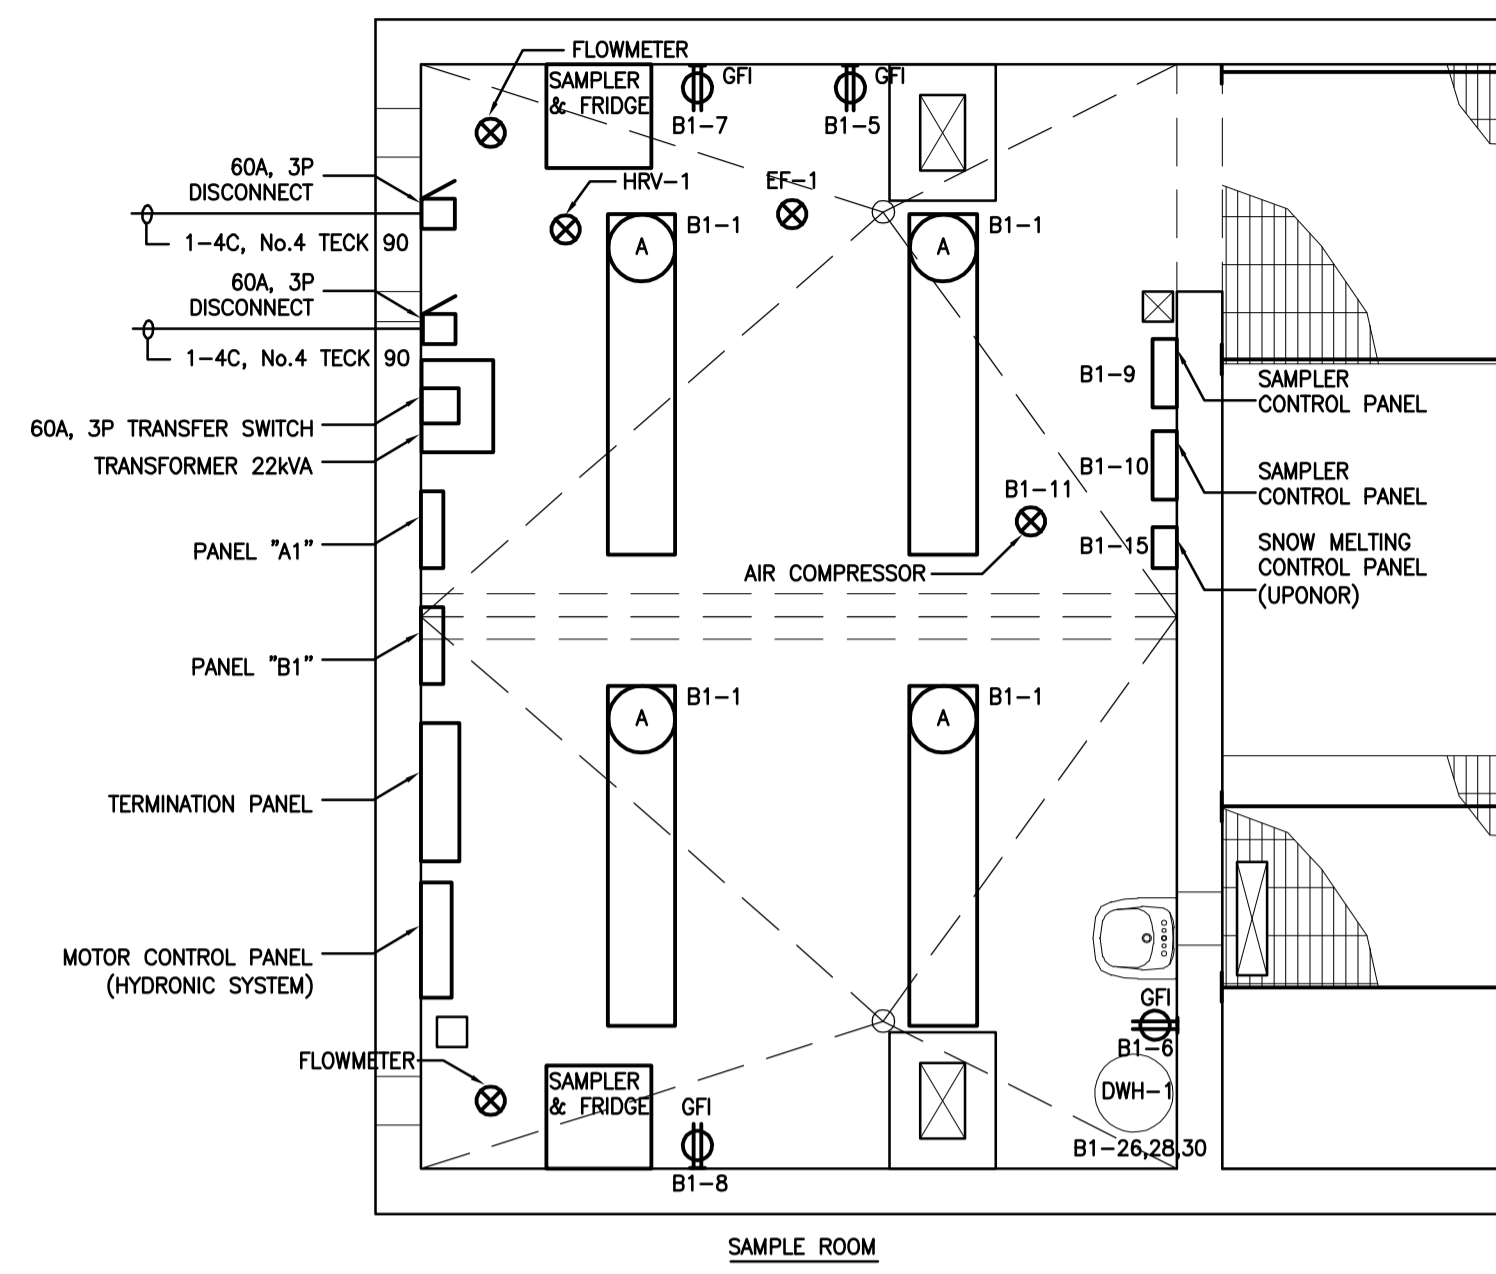 FLOWMETER
SAMPLER
& FRIDGE
GFI
GFI
B1-7
B1-5
60A, 3P
DISCONNECT
HRV-1
EF-1
1-4C, No.4 TECK 90
A
B1-1
A
B1-1
60A, 3P
DISCONNECT
1-4C, No.4 TECK 90
B1-9
SAMPLER
CONTROL PANEL
60A, 3P TRANSFER SWITCH
TRANSFORMER 22kVA
B1-10
SAMPLER
CONTROL PANEL
B1-11
PANEL "A1"
AIR COMPRESSOR
B1-15
SNOW MELTING
CONTROL PANEL
(UPONOR)
PANEL "B1"
A
B1-1
A
B1-1
TERMINATION PANEL
MOTOR CONTROL PANEL
(HYDRONIC SYSTEM)
GFI
B1-6
FLOWMETER
SAMPLER
& FRIDGE
GFI
B1-8
DWH-1
B1-26,28,30
SAMPLE ROOM